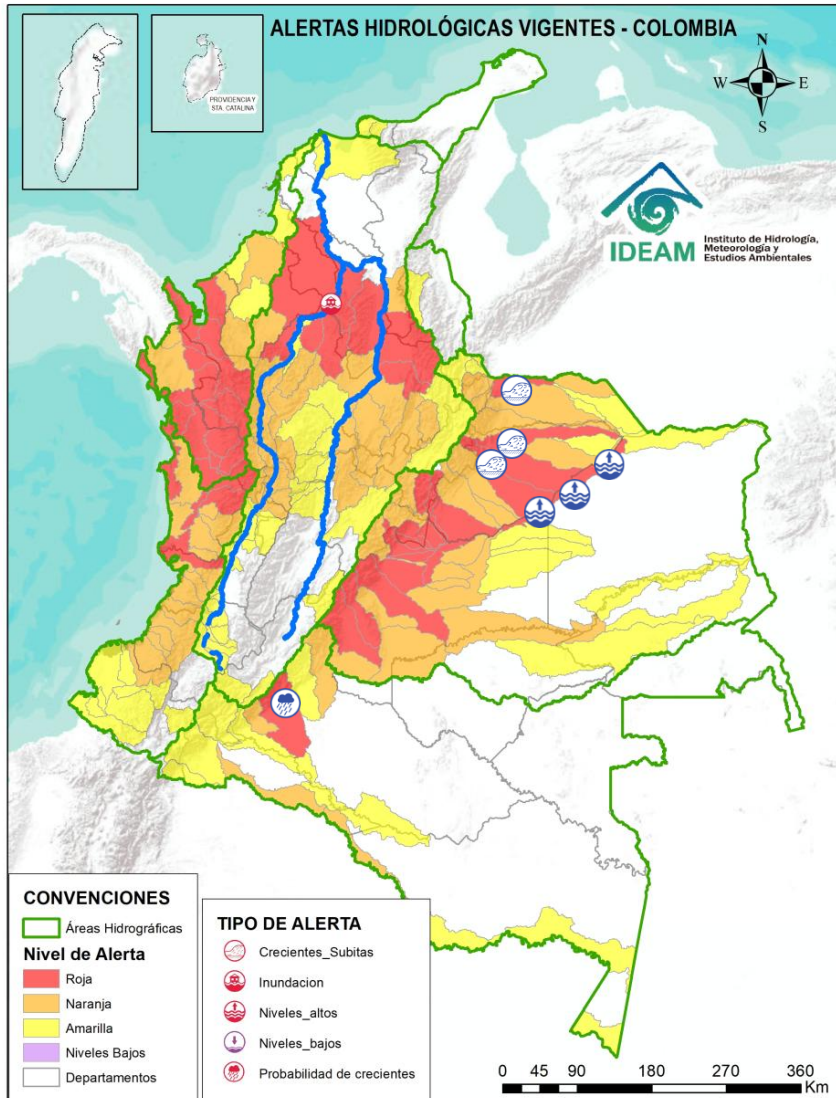 ALERTAS HIDROLÓGICAS VIGENTES - COLOMBIA
PROVIDENCIA Y
STA. CATALINA
N
W
E
S
IDEAM
Instituto de Hidrología,
Meteorología y
Estudios Ambientales
CONVENCIONES
Áreas Hidrográficas
Nivel de Alerta
Roja
Naranja
Amarilla
Niveles Bajos
Departamentos
TIPO DE ALERTA
Crecientes_Subitas
Inundacion
Niveles_altos
Niveles_bajos
Probabilidad de crecientes
0 45 90 180 270 360
Km